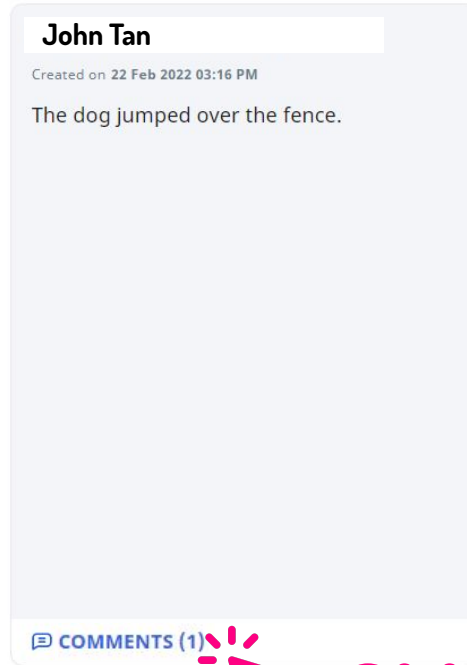 John Tan
Created on 22 Feb 2022 03:16 PM
The dog jumped over the fence.
COMMENTS (1)